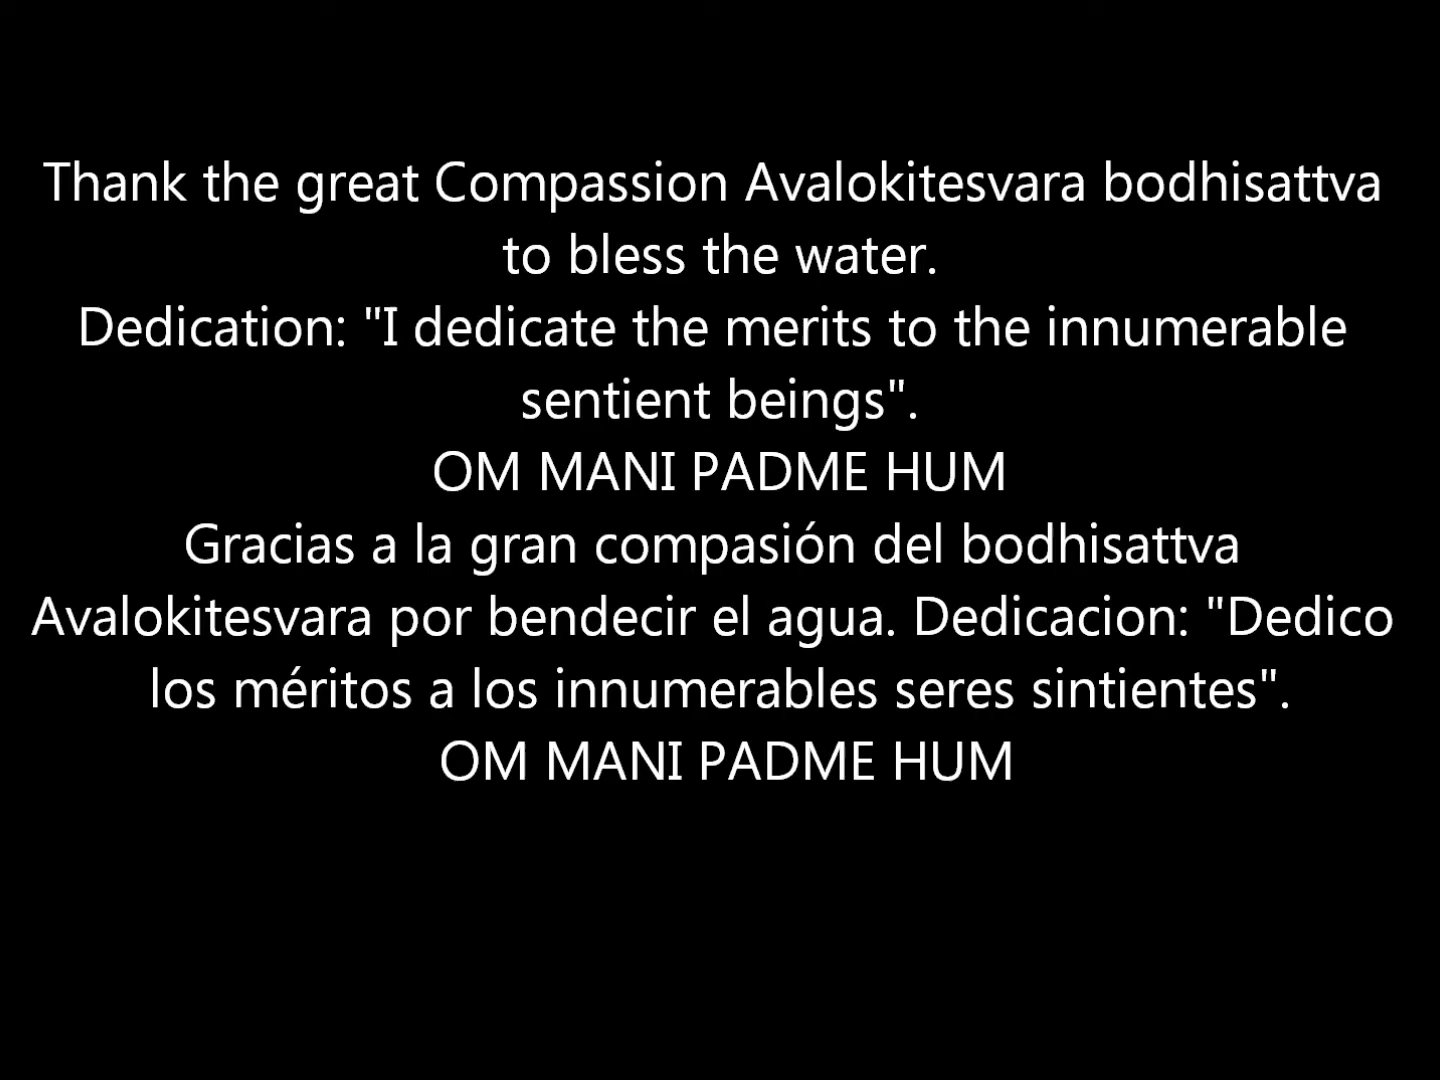 Thank the great Compassion Avalokitesvara bodhisattva
to bless the water.
Dedication: "I dedicate the merits to the innumerable
sentient beings".
OM MANI PADME HUM
Gracias a la gran compasión del bodhisattva
Avalokitesvara por bendecir el agua. Dedicacion: "Dedico
los méritos a los innumerables seres sintientes".
OM MANI PADME HUM